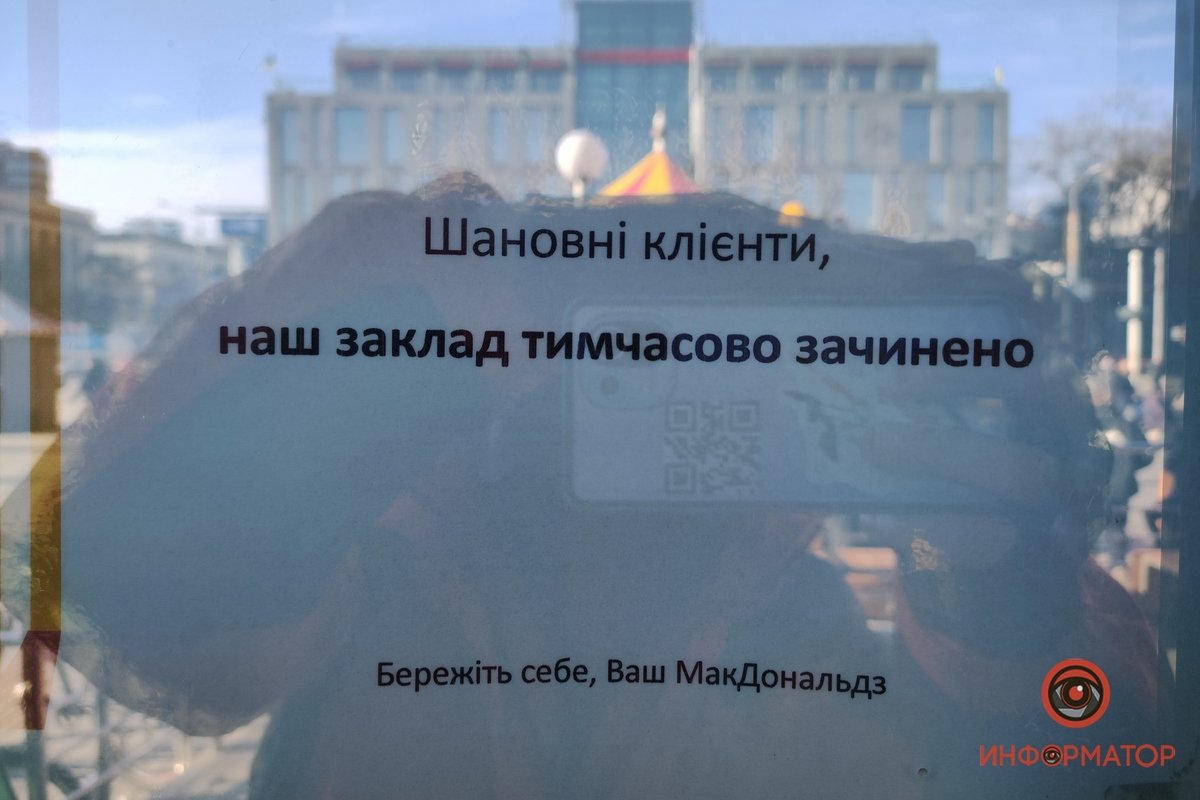 Шановні клієнти,
наш заклад тимчасово зачинено
Бережіть себе, Ваш МакДональдз
ИНФОРМАТОР